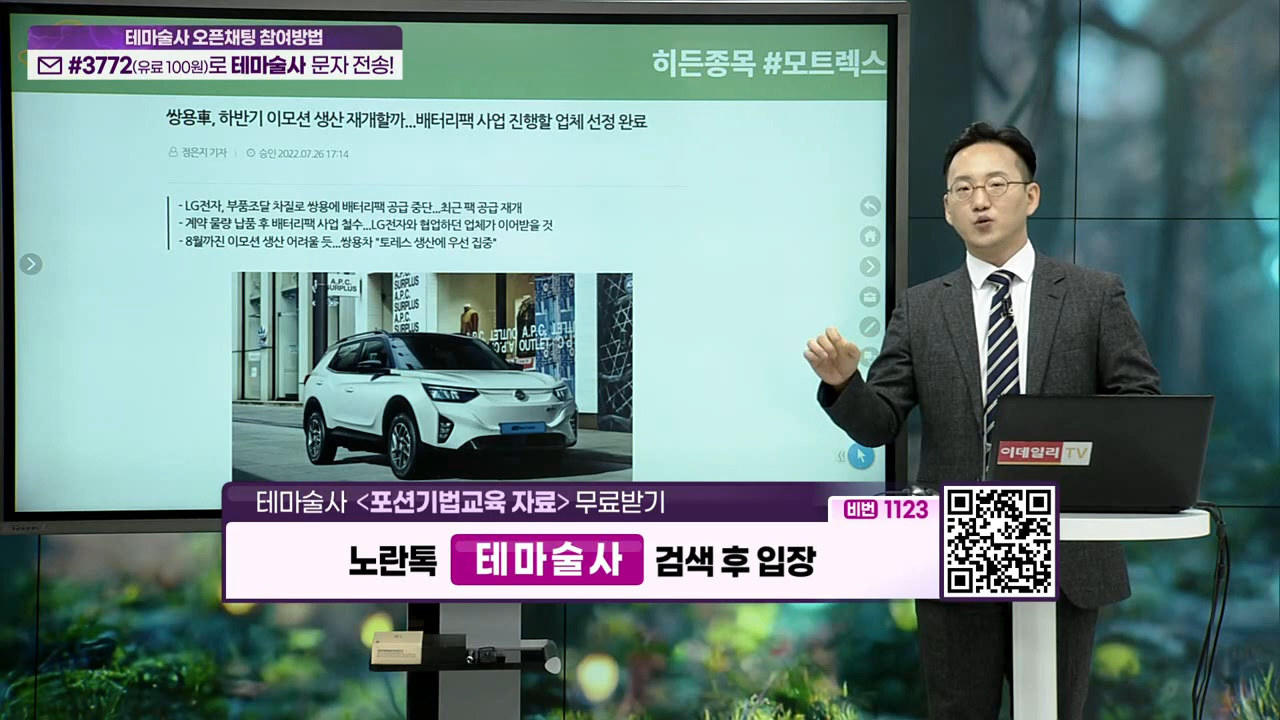 테마술사 오픈채팅 참여방법
#3772(유료 100원)로 테마술사 문자 전송!
히든종목 #모트렉스
쌍용車, 하반기 이모션 생산 재개할까...배터리팩 사업 진행할 업체 선정 완료
정은지 기자 | 승인 2022.07.26 17:14
- LG전자, 부품조달 차질로 쌍용에 배터리팩 공급 중단...최근 팩 공급 재개
- 계약 물량 납품 후 배터리팩 사업 철수...LG전자와 협업하던 업체가 이어받을 것
- 8월까진 이모션 생산 어려울 듯...쌍용차 "토레스 생산에 우선 집중"
A.P.C.
SURPLUS
A.P.C.
SURPLUS
A.P.C.
SURPLUS
A.P.C.
OUTLET
이데일리 TV
테마술사 <포션기법교육 자료> 무료받기
비번 1123
노란톡 테마술사 검색 후 입장